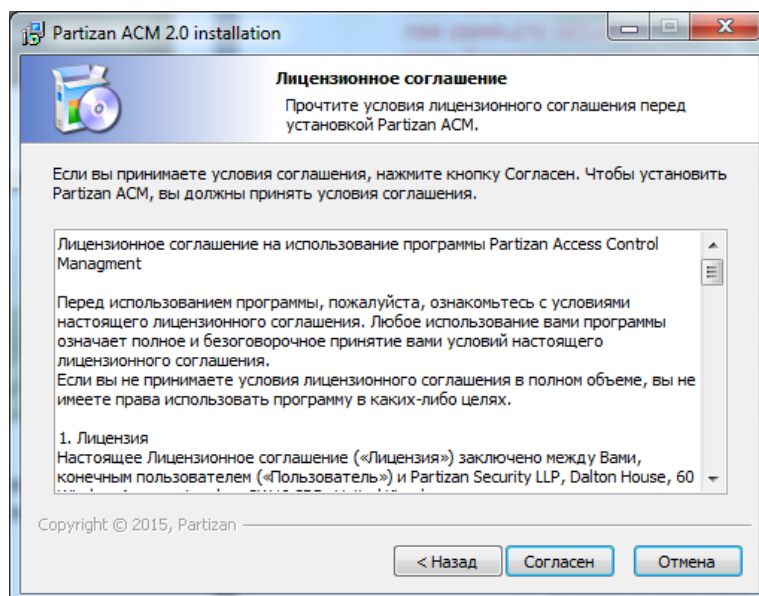 Partizan ACM 2.0 installation
Лицензионное соглашение
Прочтите условия лицензионного соглашения перед
установкой Partizan ACM.
Если вы принимаете условия соглашения, нажмите кнопку Согласен. Чтобы установить
Partizan ACM, вы должны принять условия соглашения.
Лицензионное соглашение на использование программы Partizan Access Control
Managment
Перед использованием программы, пожалуйста, ознакомьтесь с условиями
настоящего лицензионного соглашения. Любое использование вами программы
означает полное и безоговорочное принятие вами условий настоящего
лицензионного соглашения.
Если вы не принимаете условия лицензионного соглашения в полном объеме, вы не
имеете права использовать программу в каких-либо целях.
1. Лицензия
Настоящее Лицензионное соглашение («Лицензия») заключено между Вами,
конечным пользователем («Пользователь») и Partizan Security LLP, Dalton House, 60
Copyright © 2015, Partizan
< Назад
Согласен
Отмена